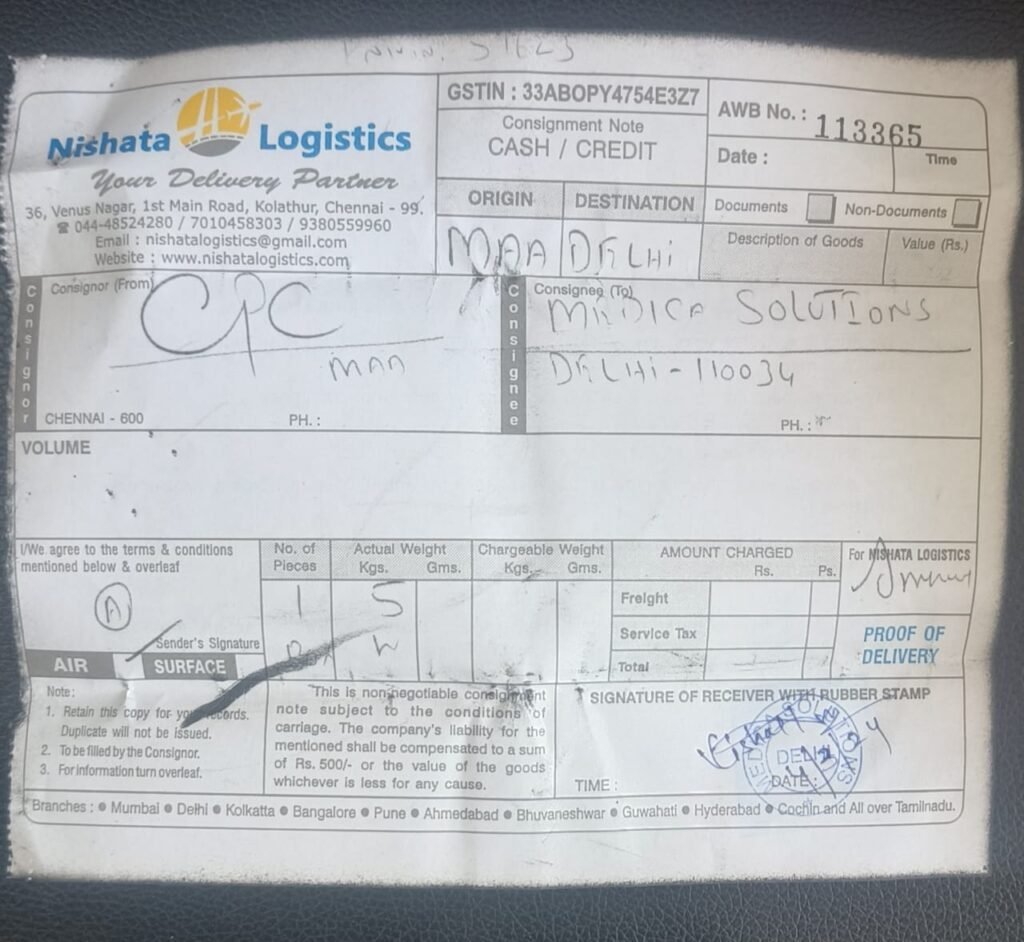 Nishata Logistics
Your Delivery Partner
36, Venus Nagar, 1st Main Road, Kolathur, Chennai - 99.
☎ 044-48524280 / 7010458303 / 9380559960
Email : nishatalogistics@gmail.com
Website : www.nishatalogistics.com
GSTIN : 33ABOPY4754E3Z7
Consignment Note
CASH / CREDIT
AWB No. : 113365
Date :
Time
ORIGIN DESTINATION
MAA DELHi
Documents Non-Documents
Description of Goods Value (Rs.)
Consignor
Consignor (From)
CPC
MAA
CHENNAI - 600 PH. :
Consignee
Consignee (To)
MEDICA SOLUTIONS
DELHi - 110034
PH. :
VOLUME
I/We agree to the terms & conditions
mentioned below & overleaf
A
Sender's Signature
AIR SURFACE
No. of
Pieces
1
Actual Weight
Kgs. Gms.
5
Chargeable Weight
Kgs. Gms.
AMOUNT CHARGED
Rs. Ps.
Freight
Service Tax
Total
For NISHATA LOGISTICS
PROOF OF
DELIVERY
Note:
1. Retain this copy for your records.
Duplicate will not be issued.
2. To be filled by the Consignor.
3. For information turn overleaf.
This is non negotiable consignment
note subject to the conditions of
carriage. The company's liability for the
mentioned shall be compensated to a sum
of Rs. 500/- or the value of the goods
whichever is less for any cause.
SIGNATURE OF RECEIVER WITH RUBBER STAMP
MEDICA SOLUTIONS
DELHI
TIME : DATE :
Branches : ● Mumbai ● Delhi ● Kolkatta ● Bangalore ● Pune ● Ahmedabad ● Bhuvaneshwar ● Guwahati ● Hyderabad ● Cochin and All over Tamilnadu.